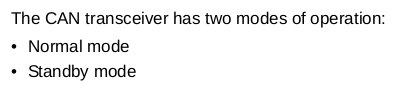 The CAN transceiver has two modes of operation:
• Normal mode
• Standby mode